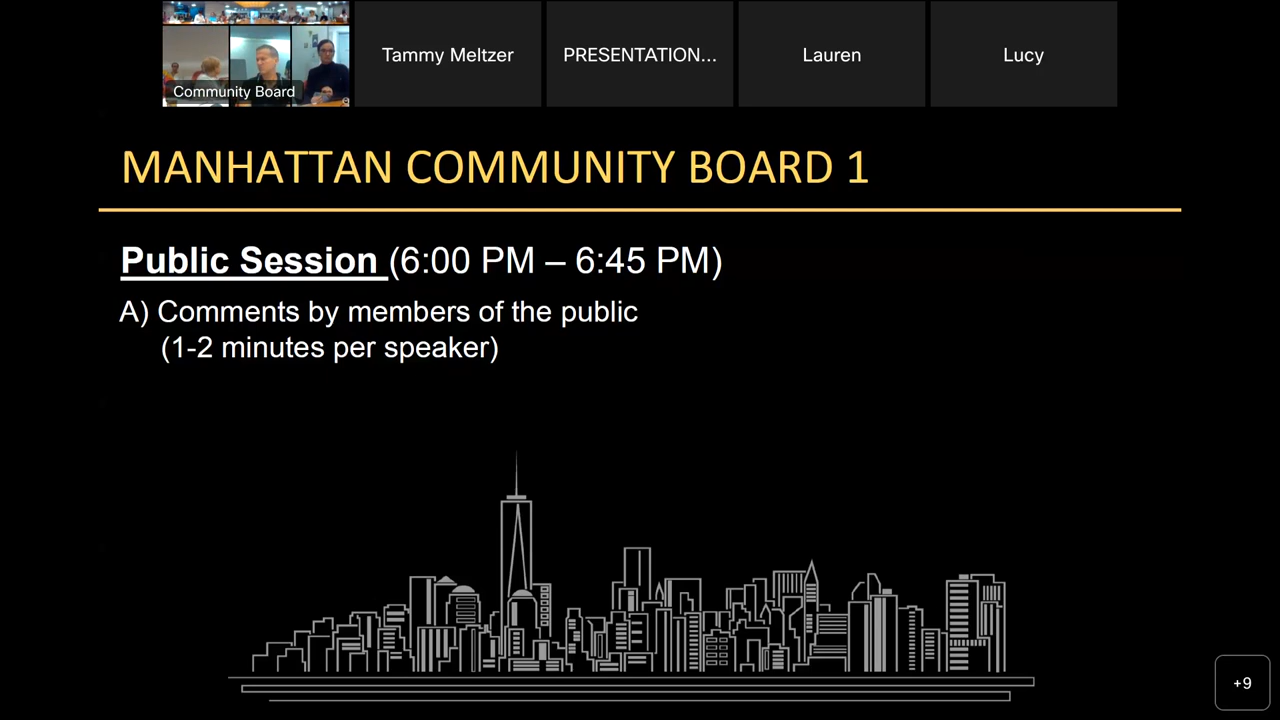 Community Board
Tammy Meltzer
PRESENTATION...
Lauren
Lucy
MANHATTAN COMMUNITY BOARD 1
Public Session (6:00 PM – 6:45 PM)
A) Comments by members of the public
(1-2 minutes per speaker)
+9